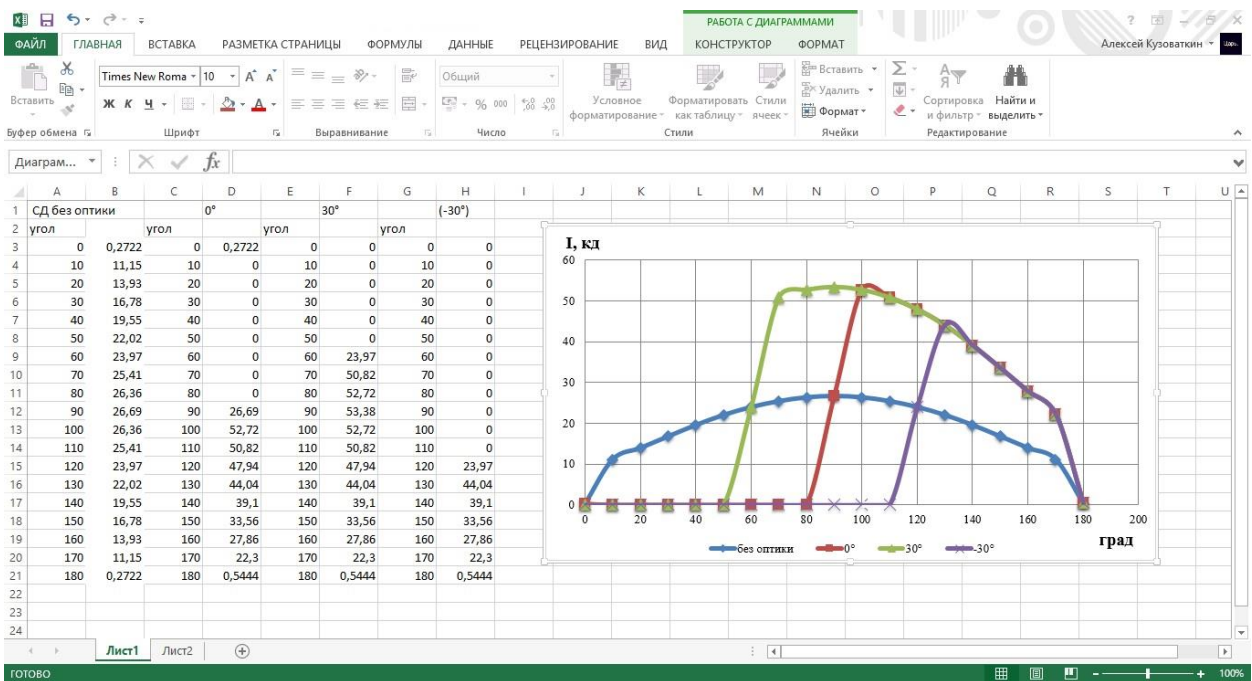 РАБОТА С ДИАГРАММАМИ
ФАЙЛ ГЛАВНАЯ ВСТАВКА РАЗМЕТКА СТРАНИЦЫ ФОРМУЛЫ ДАННЫЕ РЕЦЕНЗИРОВАНИЕ ВИД КОНСТРУКТОР ФОРМАТ Алексей Кузоваткин
Вставить
Times New Roma 10
Ж К Ч
Общий
% 000
Условное форматирование
Форматировать как таблицу
Стили ячеек
Вставить
Удалить
Формат
Сортировка и фильтр
Найти и выделить
Буфер обмена Шрифт Выравнивание Число Стили Ячейки Редактирование
Диаграм... fx
A B C D E F G H I J K L M N O P Q R S T U
1 СД без оптики 0° 30° (-30°)
2 угол угол угол угол
3 0 0,2722 0 0,2722 0 0 0 0
4 10 11,15 10 0 10 0 10 0
5 20 13,93 20 0 20 0 20 0
6 30 16,78 30 0 30 0 30 0
7 40 19,55 40 0 40 0 40 0
8 50 22,02 50 0 50 0 50 0
9 60 23,97 60 0 60 23,97 60 0
10 70 25,41 70 0 70 50,82 70 0
11 80 26,36 80 0 80 52,72 80 0
12 90 26,69 90 26,69 90 53,38 90 0
13 100 26,36 100 52,72 100 52,72 100 0
14 110 25,41 110 50,82 110 50,82 110 0
15 120 23,97 120 47,94 120 47,94 120 23,97
16 130 22,02 130 44,04 130 44,04 130 44,04
17 140 19,55 140 39,1 140 39,1 140 39,1
18 150 16,78 150 33,56 150 33,56 150 33,56
19 160 13,93 160 27,86 160 27,86 160 27,86
20 170 11,15 170 22,3 170 22,3 170 22,3
21 180 0,2722 180 0,5444 180 0,5444 180 0,5444
22
23
24
I, кд
60
50
40
30
20
10
0
0 20 40 60 80 100 120 140 160 180 200
град
без оптики 0° 30° -30°
Лист1 Лист2
ГОТОВО 100%